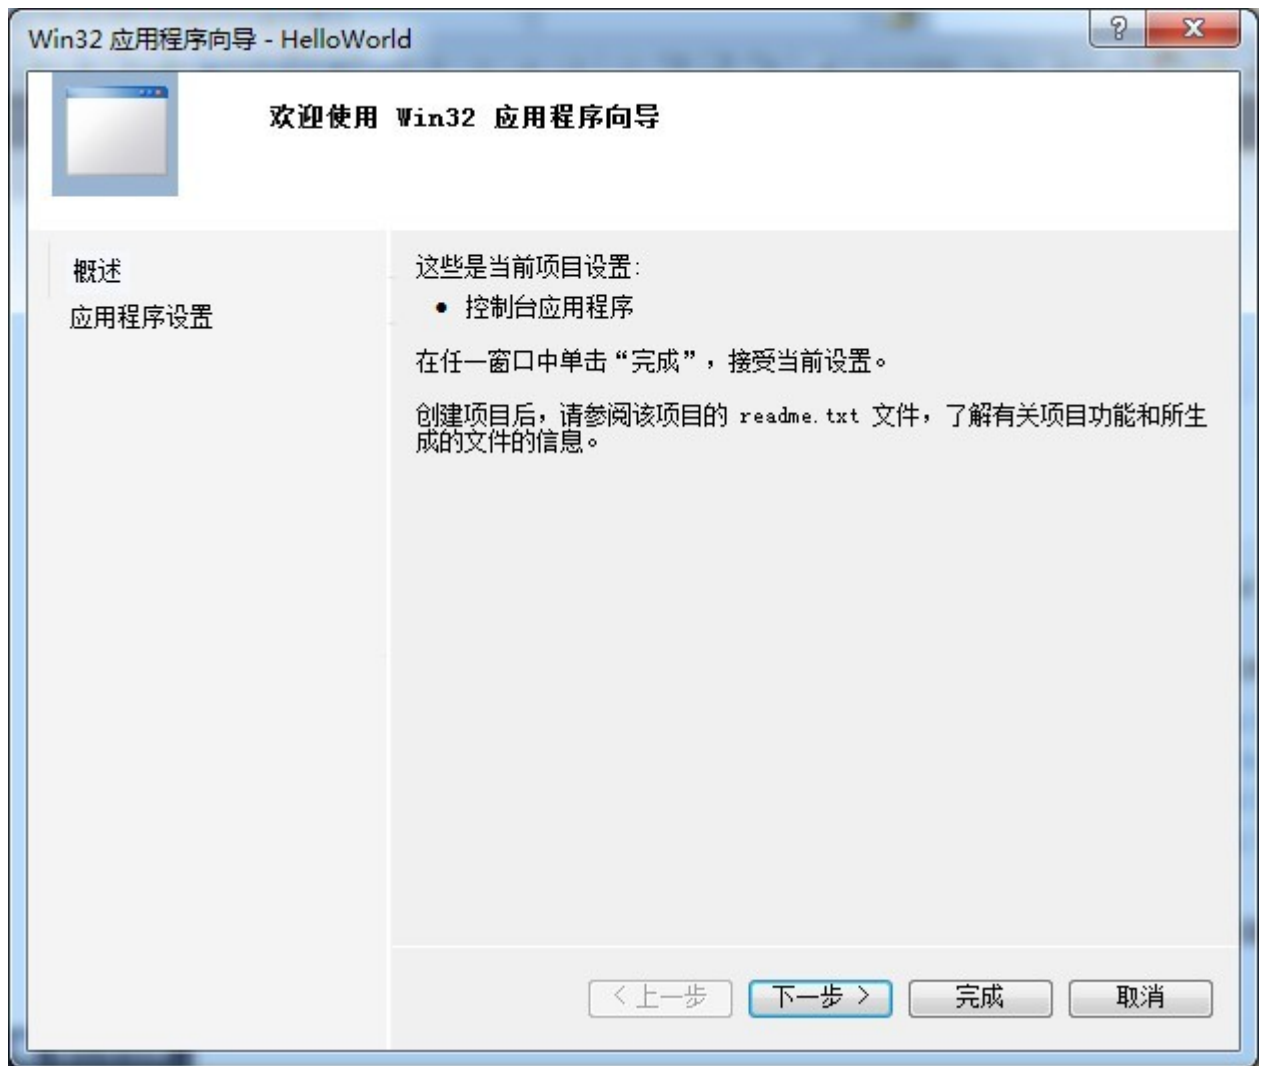 Win32 应用程序向导 - HelloWorld
欢迎使用 Win32 应用程序向导
概述
应用程序设置
这些是当前项目设置:
• 控制台应用程序
在任一窗口中单击“完成”，接受当前设置。
创建项目后，请参阅该项目的 readme.txt 文件，了解有关项目功能和所生
成的文件的信息。
< 上一步
下一步 >
完成
取消